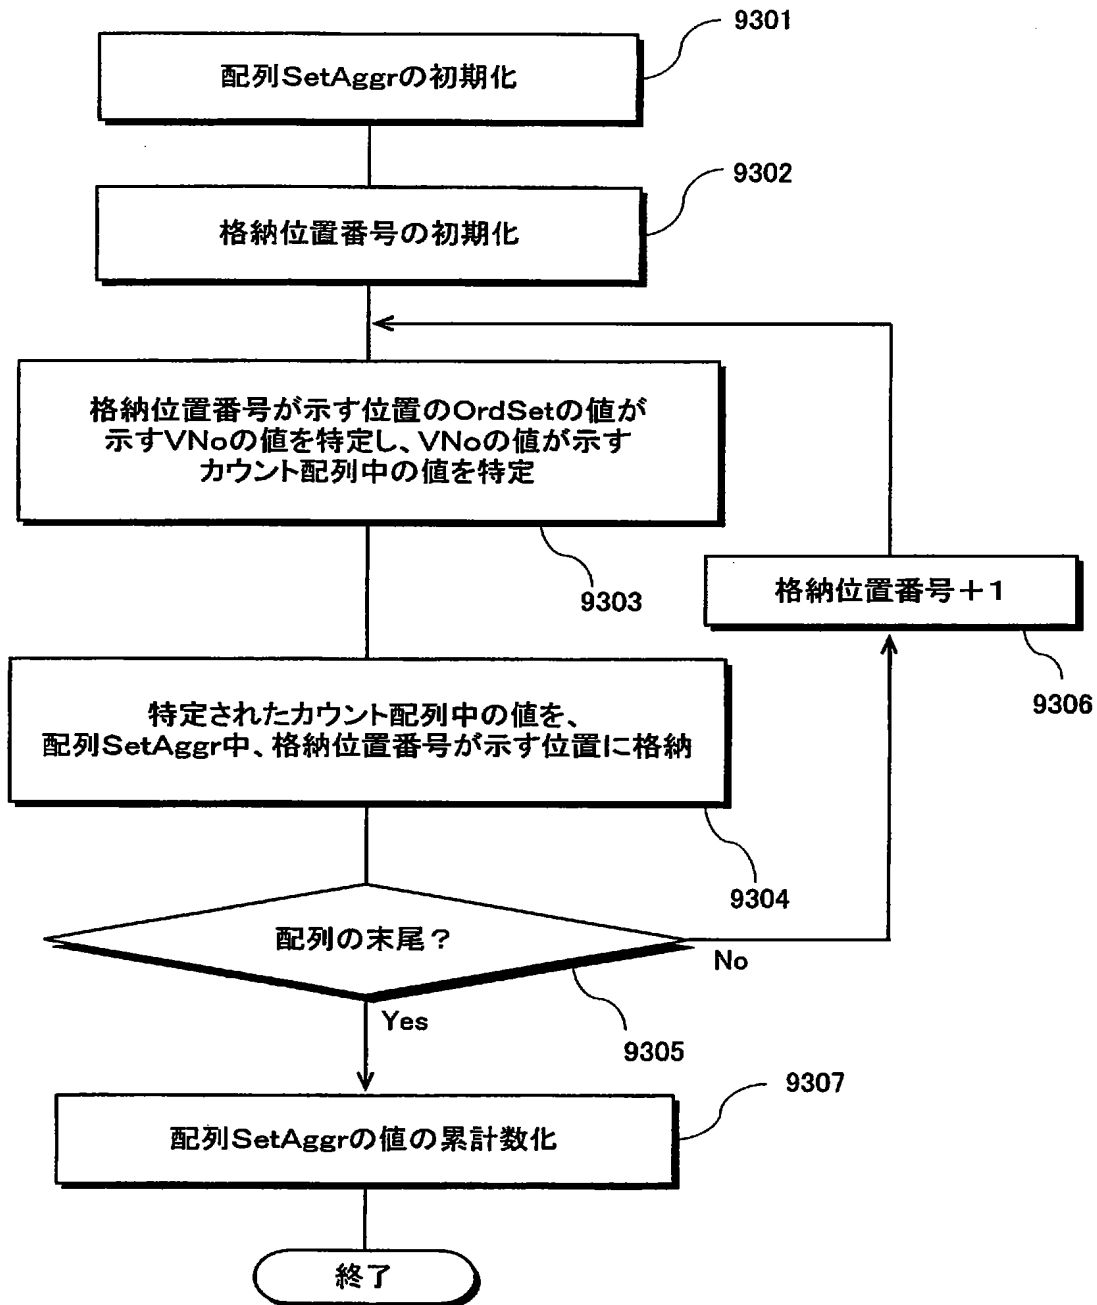 9301
配列SetAggrの初期化
9302
格納位置番号の初期化
格納位置番号が示す位置のOrdSetの値が
示すVNoの値を特定し、VNoの値が示す
カウント配列中の値を特定
9303
格納位置番号+1
9306
特定されたカウント配列中の値を、
配列SetAggr中、格納位置番号が示す位置に格納
9304
配列の末尾?
No
Yes
9305
9307
配列SetAggrの値の累計数化
終了